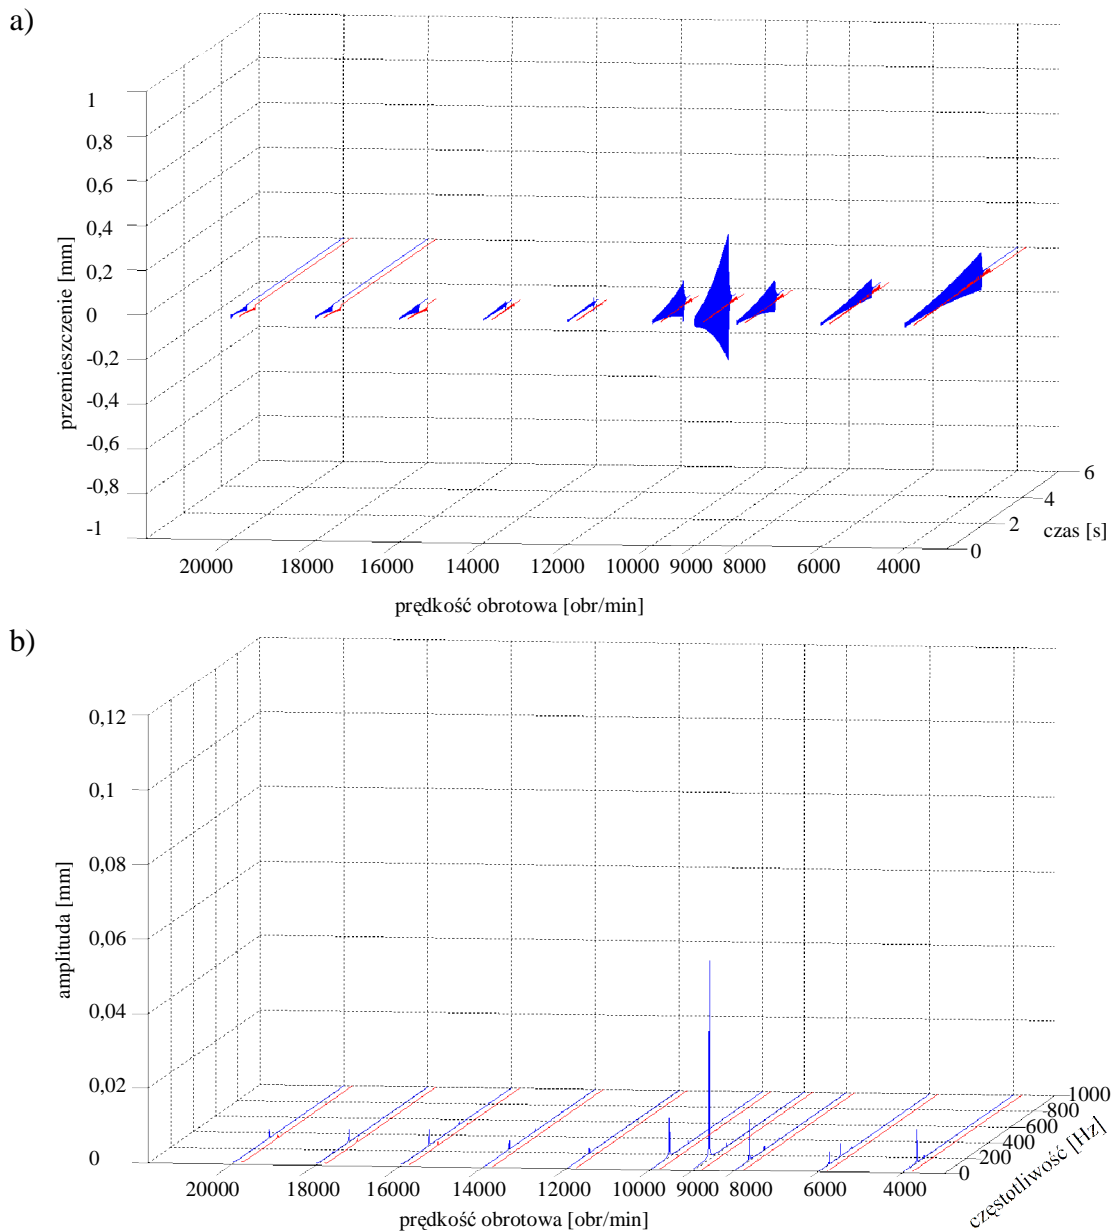 a)
1
0,8
0,6
0,4
0,2
0
-0,2
-0,4
-0,6
-0,8
-1
przemieszczenie [mm]
20000 18000 16000 14000 12000 10000 9000 8000 6000 4000
prędkość obrotowa [obr/min]
0 2 4 6
czas [s]
b)
0,12
0,1
0,08
0,06
0,04
0,02
0
amplituda [mm]
20000 18000 16000 14000 12000 10000 9000 8000 6000 4000
prędkość obrotowa [obr/min]
0 200 400 600 800 1000
częstotliwość [Hz]